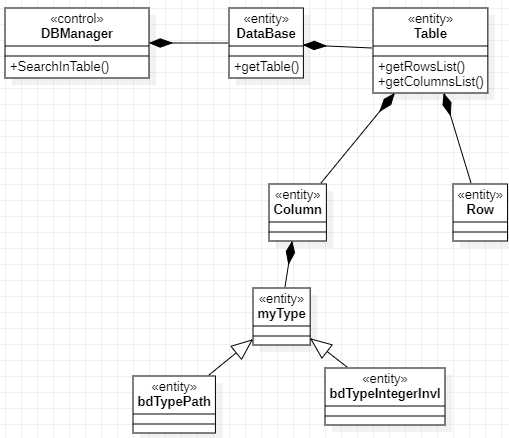 «control»
DBManager
+SearchInTable()
«entity»
DataBase
+getTable()
«entity»
Table
+getRowsList()
+getColumnsList()
«entity»
Column
«entity»
Row
«entity»
myType
«entity»
bdTypePath
«entity»
bdTypeIntegerInvl